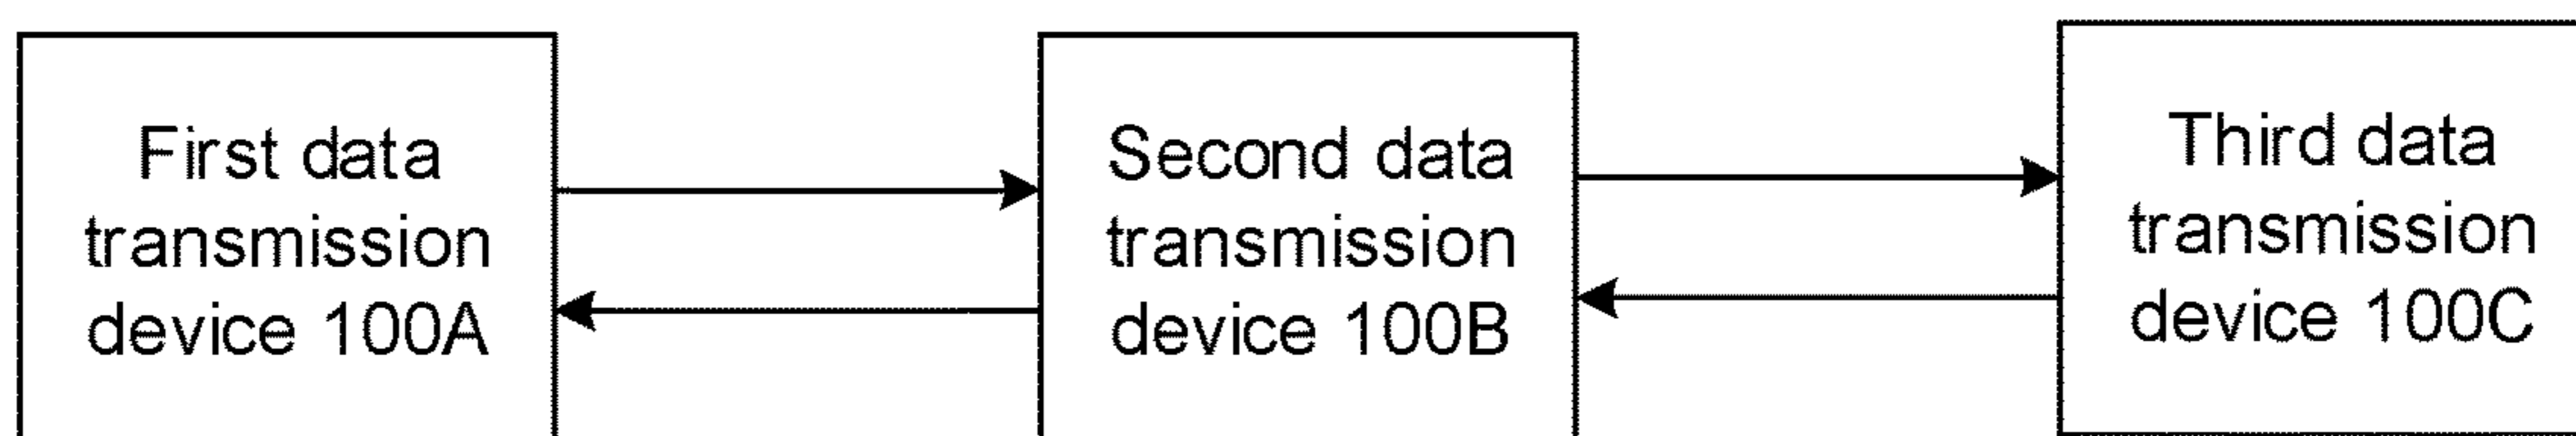 First data
transmission
device 100A
Second data
transmission
device 100B
Third data
transmission
device 100C